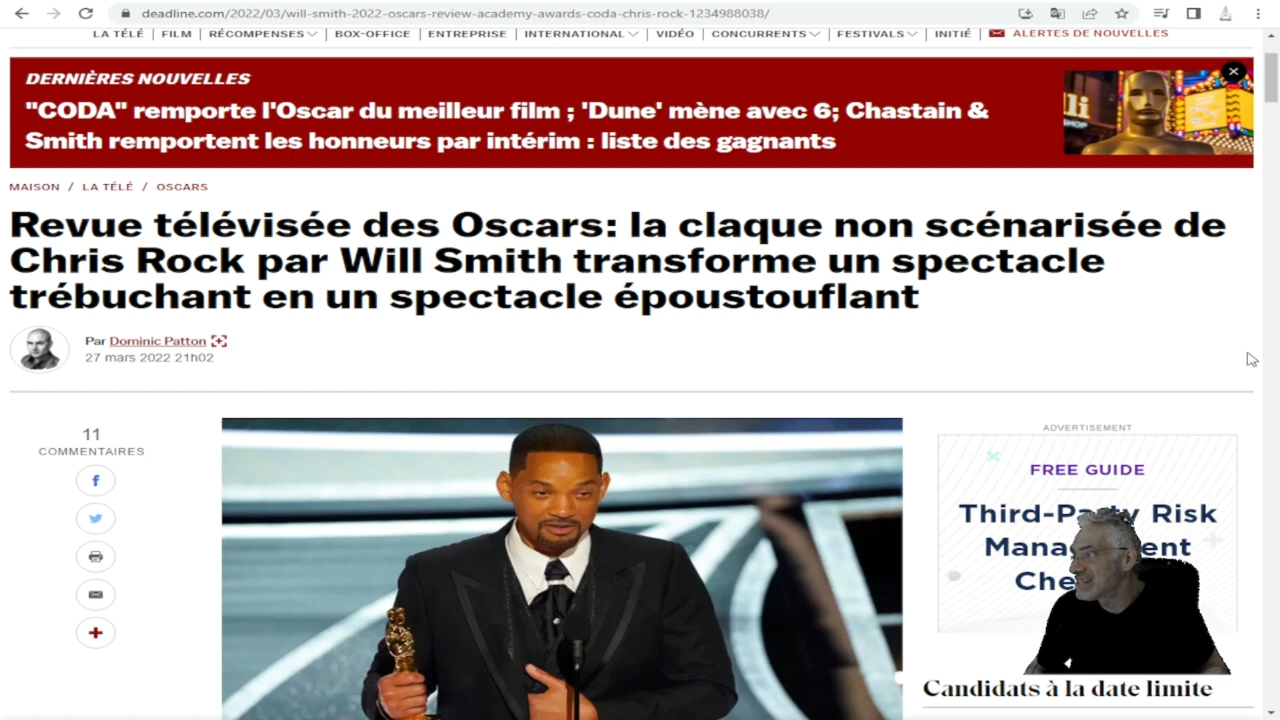 deadline.com/2022/03/will-smith-2022-oscars-review-academy-awards-coda-chris-rock-1234988038/
LA TÉLÉ | FILM | RÉCOMPENSES | BOX-OFFICE | ENTREPRISE | INTERNATIONAL | VIDÉO | CONCURRENTS | FESTIVALS | INITIÉ | ALERTES DE NOUVELLES
DERNIÈRES NOUVELLES
"CODA" remporte l'Oscar du meilleur film ; 'Dune' mène avec 6; Chastain &
Smith remportent les honneurs par intérim : liste des gagnants
MAISON / LA TÉLÉ / OSCARS
Revue télévisée des Oscars: la claque non scénarisée de
Chris Rock par Will Smith transforme un spectacle
trébuchant en un spectacle époustouflant
Par Dominic Patton
27 mars 2022 21h02
11
COMMENTAIRES
ADVERTISEMENT
FREE GUIDE
Third-Party Risk
Candidats à la date limite